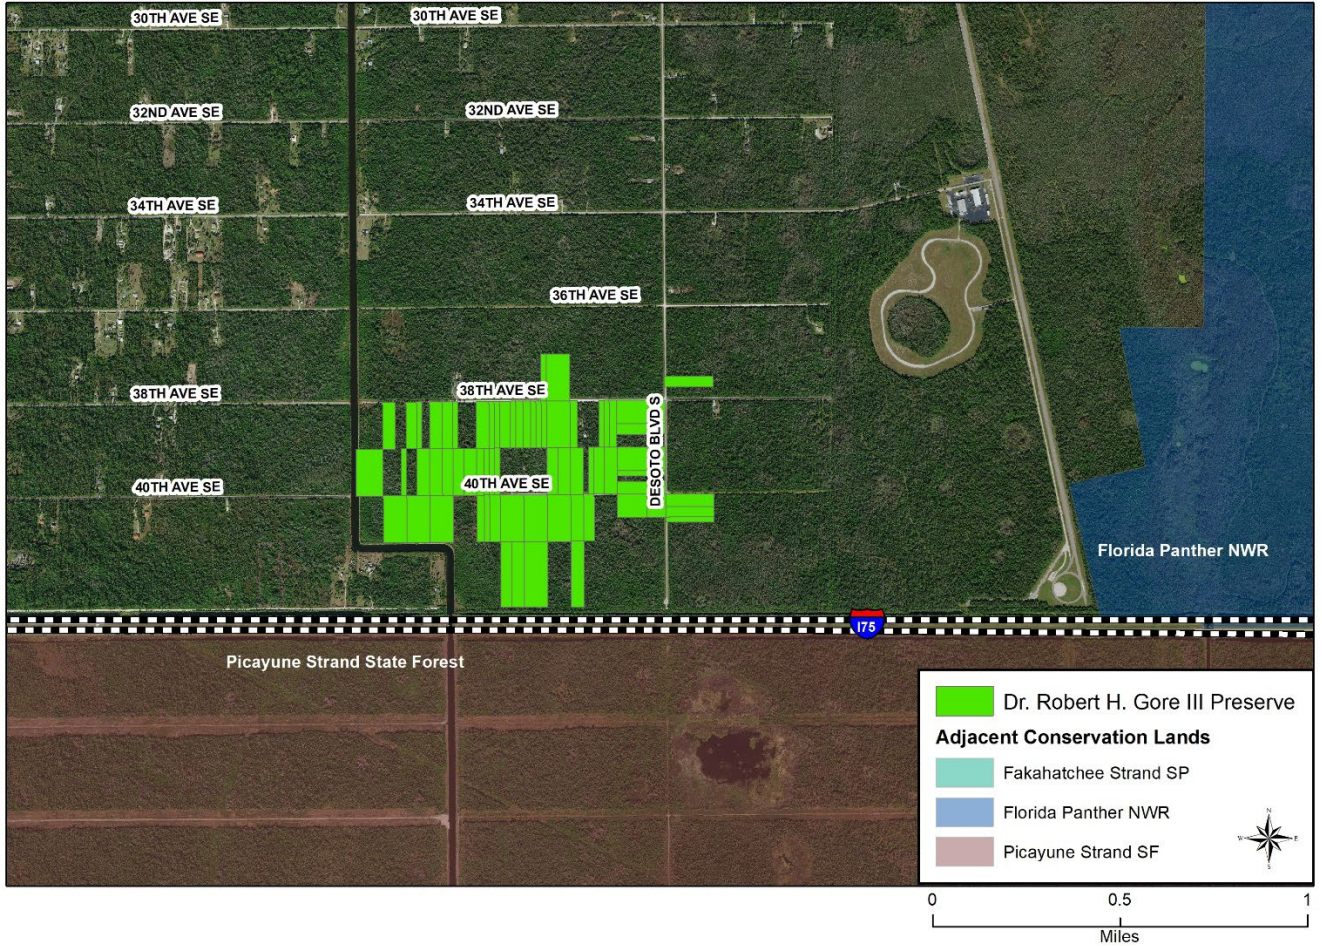 30TH AVE SE
30TH AVE SE
32ND AVE SE
32ND AVE SE
34TH AVE SE
34TH AVE SE
36TH AVE SE
38TH AVE SE
38TH AVE SE
DESOTO BLVD S
40TH AVE SE
40TH AVE SE
Florida Panther NWR
I75
Picayune Strand State Forest
Dr. Robert H. Gore III Preserve
Adjacent Conservation Lands
Fakahatchee Strand SP
Florida Panther NWR
Picayune Strand SF
N
W
E
S
0 0.5 1
Miles